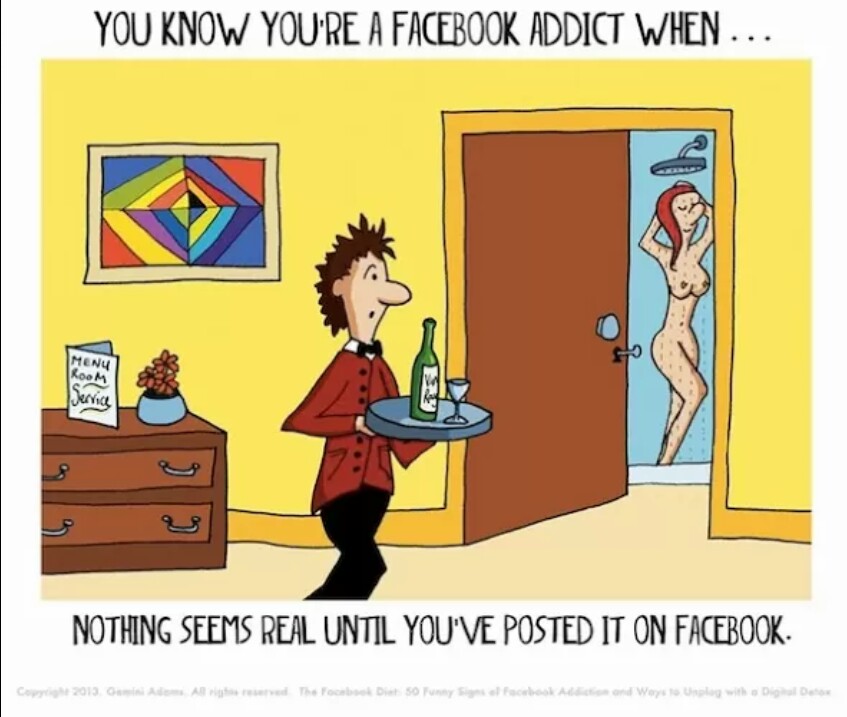 YOU KNOW YOU'RE A FACEBOOK ADDICT WHEN ...
MENU
ROOM
Service
NOTHING SEEMS REAL UNTIL YOU'VE POSTED IT ON FACEBOOK.
Copyright 2013. Gemini Adams. All rights reserved. The Facebook Diet: 50 Funny Signs of Facebook Addiction and Ways to Unplug with a Digital Detox